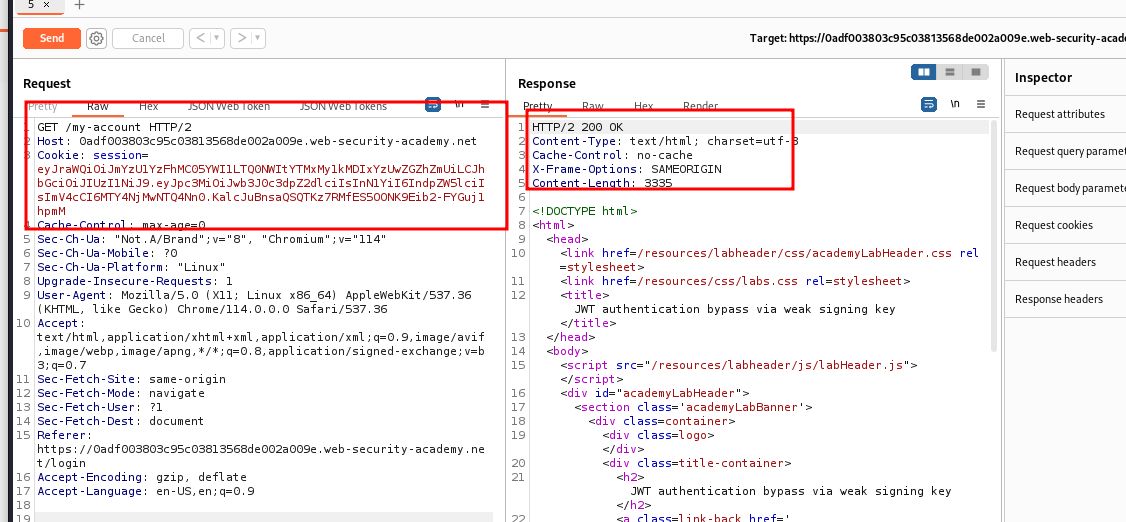 5 × +
Send Cancel < > Target: https://0adf003803c95c03813568de002a009e.web-security-acade
Request
Pretty Raw Hex JSON Web Token JSON Web Tokens \n
1 GET /my-account HTTP/2
2 Host: 0adf003803c95c03813568de002a009e.web-security-academy.net
3 Cookie: session=
eyJraWQiOiJmYzU1YzFhMC05YWI1LTQ0NWItYTMxMy1kMDIxYzUwZGZhZmUiLCJh
bGciOiJIUzI1NiJ9.eyJpc3MiOiJwb3J0c3dpZ2dlciIsInN1YiI6IndpZW5lciI
sImV4cCI6MTY4NjMwNTQ4Nn0.KalcJuBnsaQSQTKz7RMfES5OONK9Eib2-FYGuj1
hpmM
4 Cache-Control: max-age=0
5 Sec-Ch-Ua: "Not.A/Brand";v="8", "Chromium";v="114"
6 Sec-Ch-Ua-Mobile: ?0
7 Sec-Ch-Ua-Platform: "Linux"
8 Upgrade-Insecure-Requests: 1
9 User-Agent: Mozilla/5.0 (X11; Linux x86_64) AppleWebKit/537.36
(KHTML, like Gecko) Chrome/114.0.0.0 Safari/537.36
10 Accept:
text/html,application/xhtml+xml,application/xml;q=0.9,image/avif
,image/webp,image/apng,*/*;q=0.8,application/signed-exchange;v=b
3;q=0.7
11 Sec-Fetch-Site: same-origin
12 Sec-Fetch-Mode: navigate
13 Sec-Fetch-User: ?1
14 Sec-Fetch-Dest: document
15 Referer:
https://0adf003803c95c03813568de002a009e.web-security-academy.ne
t/login
16 Accept-Encoding: gzip, deflate
17 Accept-Language: en-US,en;q=0.9
18
19
Response
Pretty Raw Hex Render \n
1 HTTP/2 200 OK
2 Content-Type: text/html; charset=utf-8
3 Cache-Control: no-cache
4 X-Frame-Options: SAMEORIGIN
5 Content-Length: 3335
6
7 <!DOCTYPE html>
8 <html>
9 <head>
10 <link href=/resources/labheader/css/academyLabHeader.css rel
=stylesheet>
11 <link href=/resources/css/labs.css rel=stylesheet>
12 <title>
JWT authentication bypass via weak signing key
</title>
13 </head>
14 <body>
15 <script src="/resources/labheader/js/labHeader.js">
</script>
16 <div id="academyLabHeader">
17 <section class='academyLabBanner'>
18 <div class=container>
19 <div class=logo>
</div>
20 <div class=title-container>
21 <h2>
JWT authentication bypass via weak signing key
</h2>
22 <a class=link-back href='
Inspector
Request attributes
Request query paramet
Request body paramete
Request cookies
Request headers
Response headers